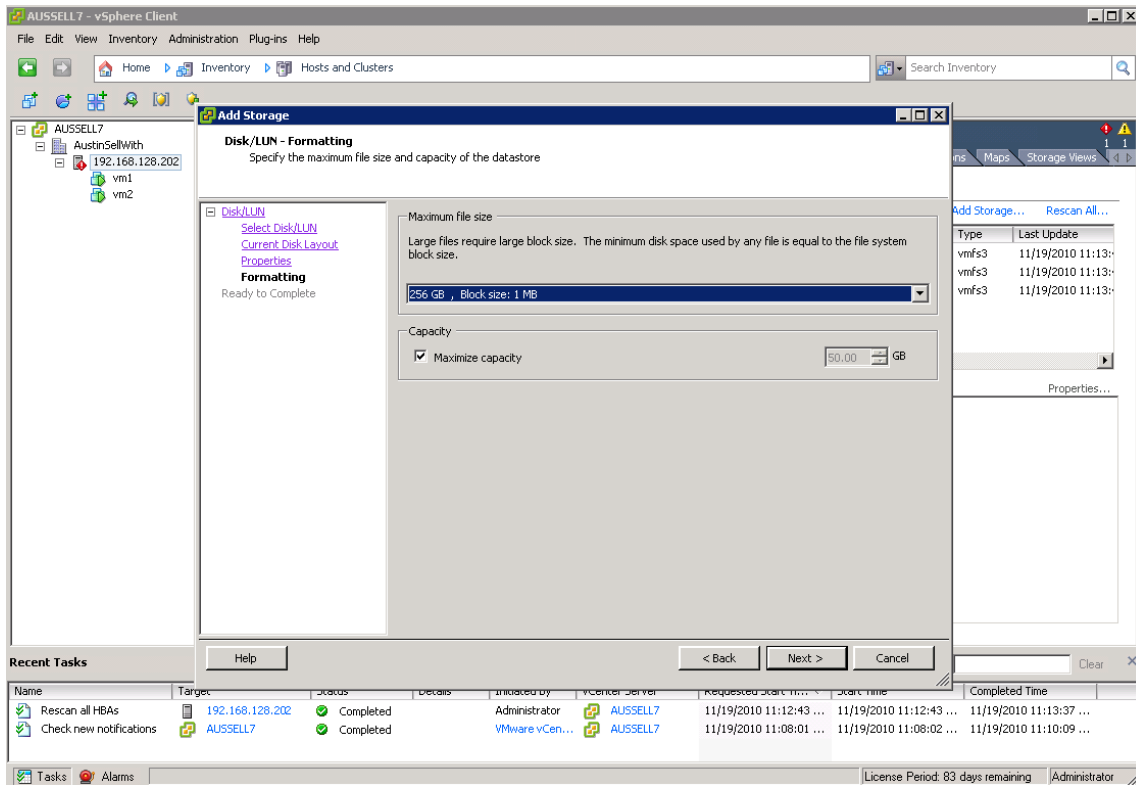 AUSSELL7 - vSphere Client
File Edit View Inventory Administration Plug-ins Help
Home Inventory Hosts and Clusters Search Inventory
AUSSELL7
AustinSellWith
192.168.128.202
vm1
vm2
Add Storage
Disk/LUN - Formatting
Specify the maximum file size and capacity of the datastore
Disk/LUN
Select Disk/LUN
Current Disk Layout
Properties
Formatting
Ready to Complete
Maximum file size
Large files require large block size. The minimum disk space used by any file is equal to the file system
block size.
256 GB , Block size: 1 MB
Capacity
Maximize capacity 50.00 GB
Help < Back Next > Cancel
1 1
ns Maps Storage Views
Add Storage... Rescan All...
Type Last Update
vmfs3 11/19/2010 11:13:
vmfs3 11/19/2010 11:13:
vmfs3 11/19/2010 11:13:
Properties...
Recent Tasks Clear
Name Target Status Details Initiated by vCenter Server Requested Start Ti... Start Time Completed Time
Rescan all HBAs 192.168.128.202 Completed Administrator AUSSELL7 11/19/2010 11:12:43 ... 11/19/2010 11:12:43 ... 11/19/2010 11:13:37 ...
Check new notifications AUSSELL7 Completed VMware vCen... AUSSELL7 11/19/2010 11:08:01 ... 11/19/2010 11:08:02 ... 11/19/2010 11:10:09 ...
Tasks Alarms License Period: 83 days remaining Administrator